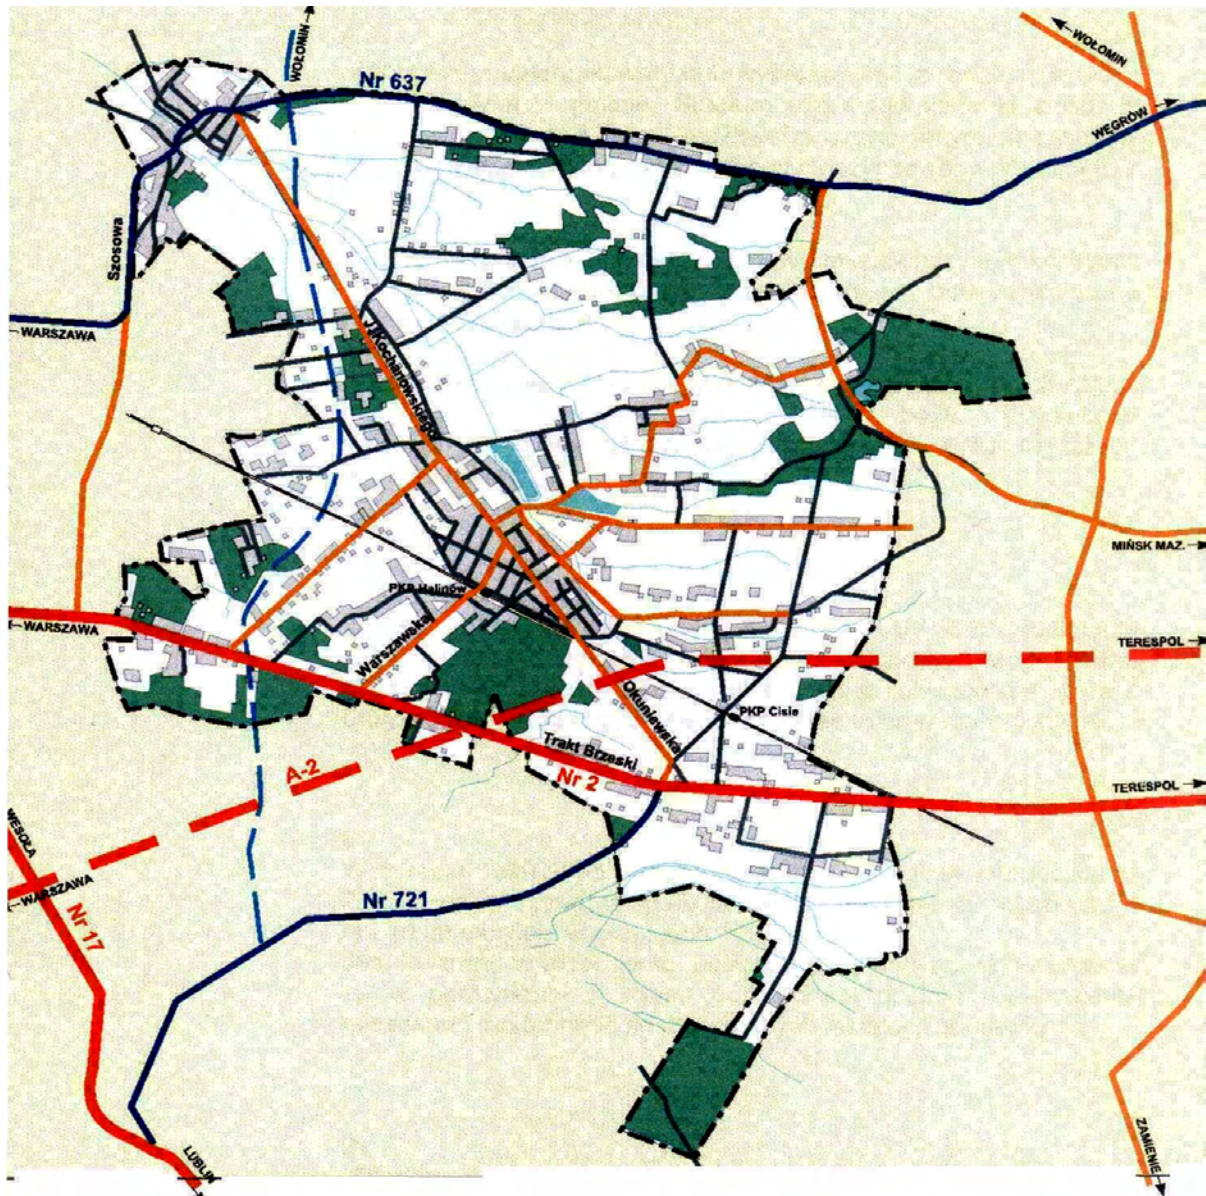 WOŁOMIN
WOŁOMIN
Nr 637
WĘGRÓW
Szosowa
WARSZAWA
J.Kochanowskiego
MIŃSK MAZ.
PKP Halinów
WARSZAWA
Warszawska
TERESPOL
Okuniewska
PKP Cisie
Trakt Brzeski
A-2
Nr 2
TERESPOL
WESOŁA
WARSZAWA
Nr 721
Nr 17
LUBLIN
ZAMIENIE